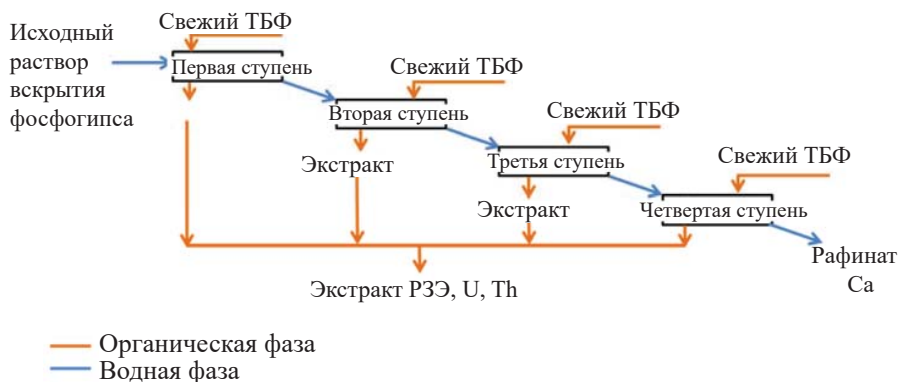 Свежий ТБФ
Исходный
раствор
вскрытия
фосфогипса
Первая ступень
Свежий ТБФ
Вторая ступень
Экстракт
Свежий ТБФ
Третья ступень
Экстракт
Свежий ТБФ
Четвертая ступень
Рафинат
Ca
Экстракт РЗЭ, U, Th
Органическая фаза
Водная фаза